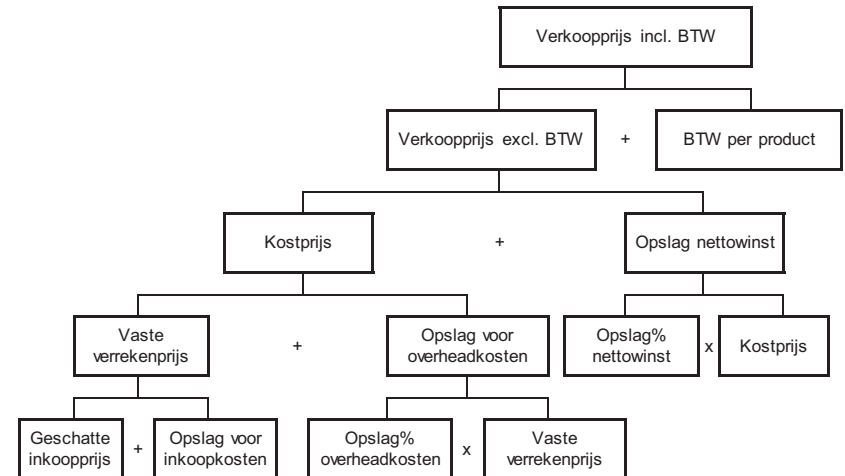 Verkoopprijs incl. BTW
Verkoopprijs excl. BTW + BTW per product
Kostprijs + Opslag nettowinst
Vaste
verrekenprijs
+
Opslag voor
overheadkosten
Opslag%
nettowinst
x
Kostprijs
Geschatte
inkoopprijs
+
Opslag voor
inkoopkosten
Opslag%
overheadkosten
x
Vaste
verrekenprijs